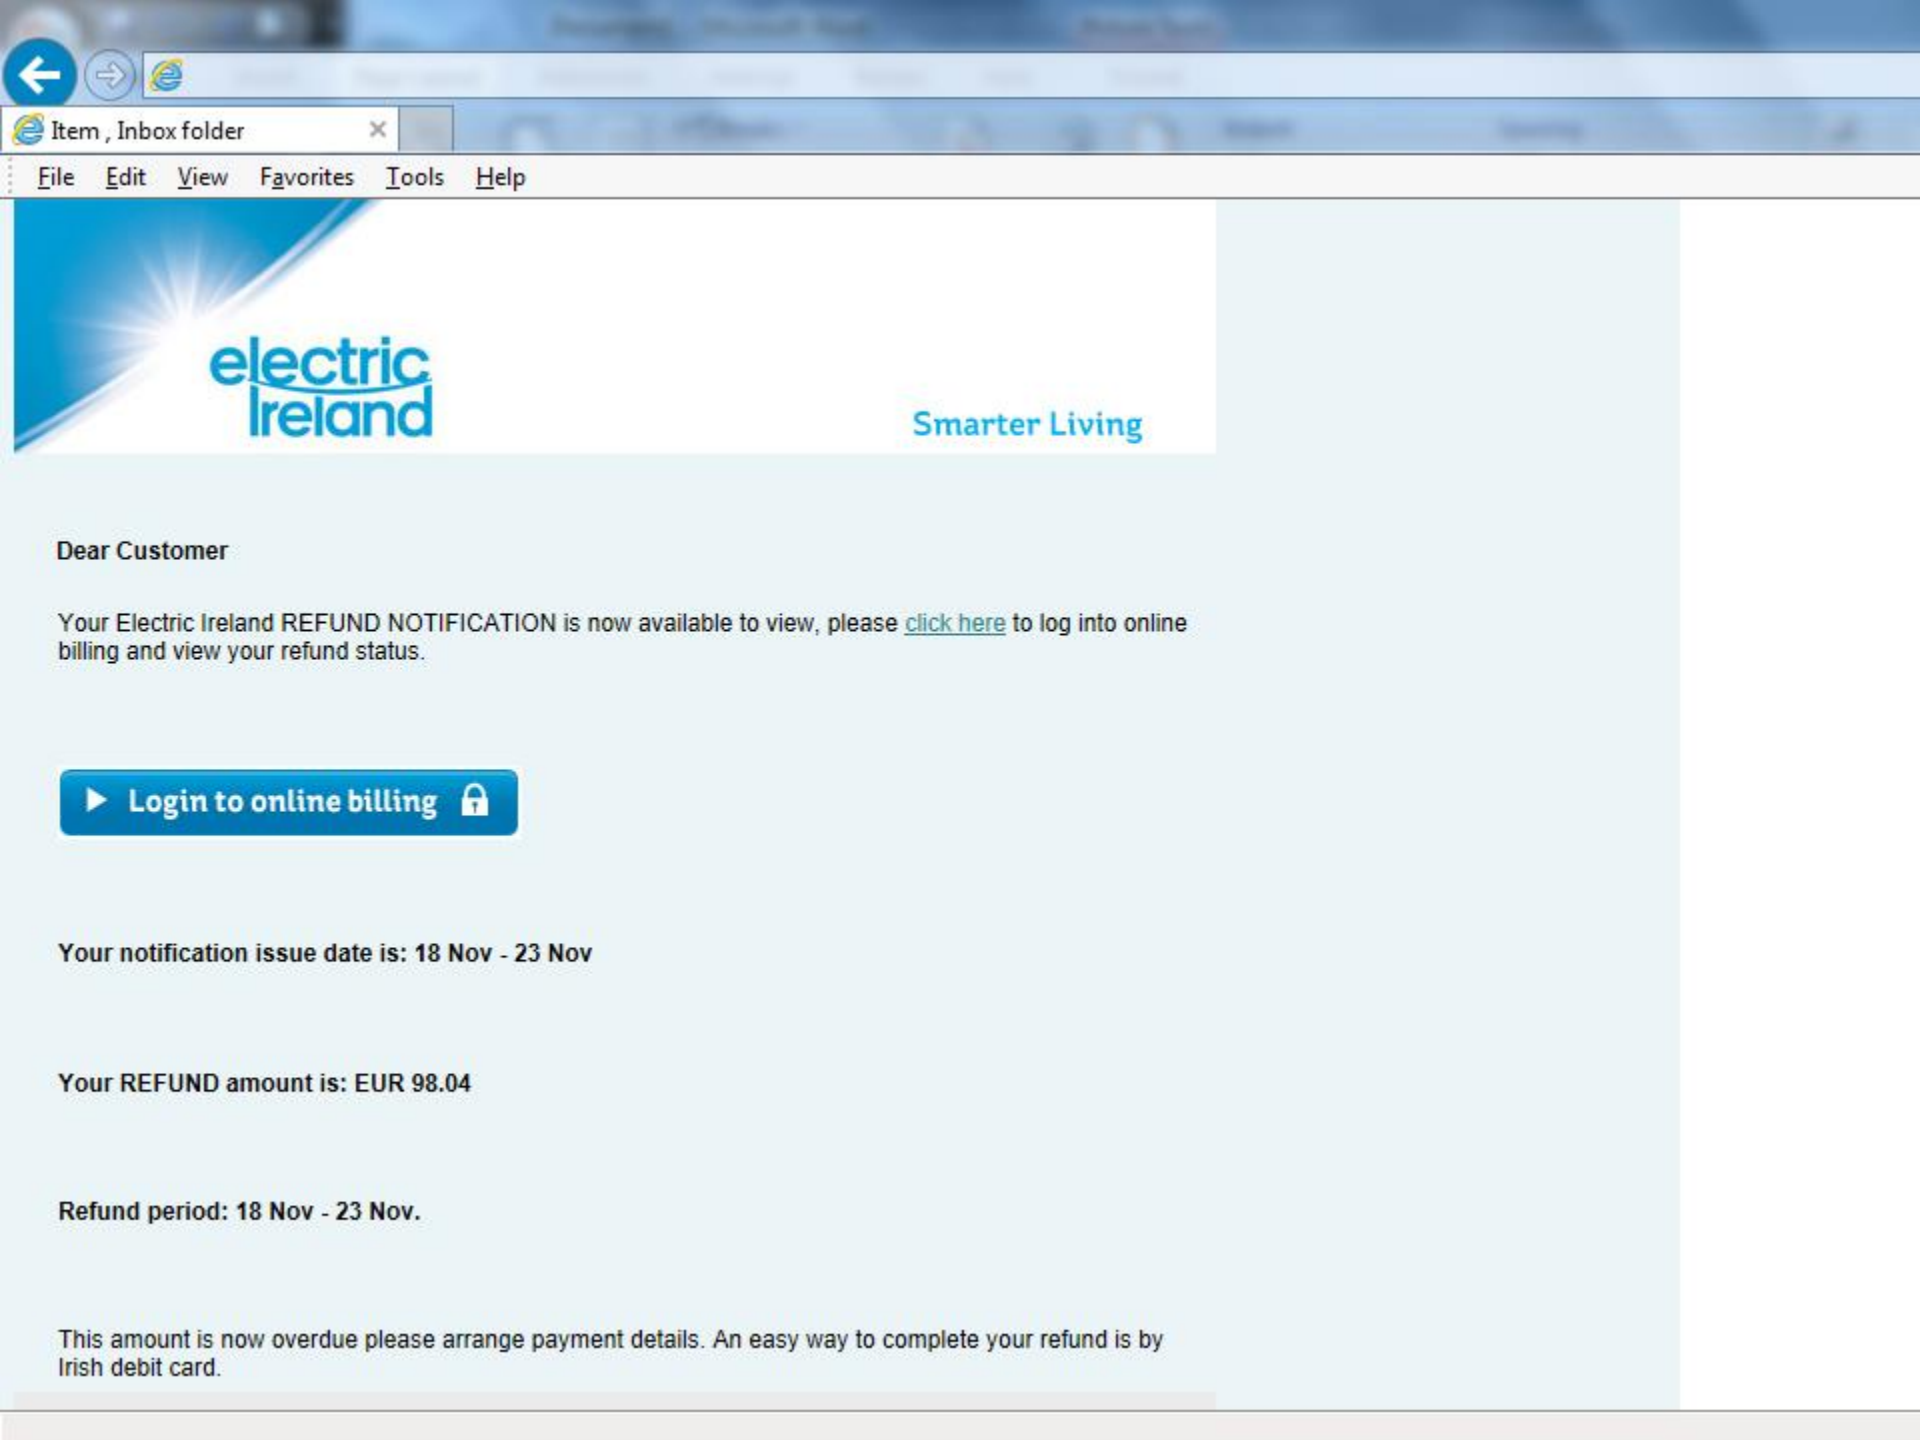 Item , Inbox folder
File Edit View Favorites Tools Help
electric
Ireland
Smarter Living
Dear Customer
Your Electric Ireland REFUND NOTIFICATION is now available to view, please click here to log into online
billing and view your refund status.
Login to online billing
Your notification issue date is: 18 Nov - 23 Nov
Your REFUND amount is: EUR 98.04
Refund period: 18 Nov - 23 Nov.
This amount is now overdue please arrange payment details. An easy way to complete your refund is by
Irish debit card.